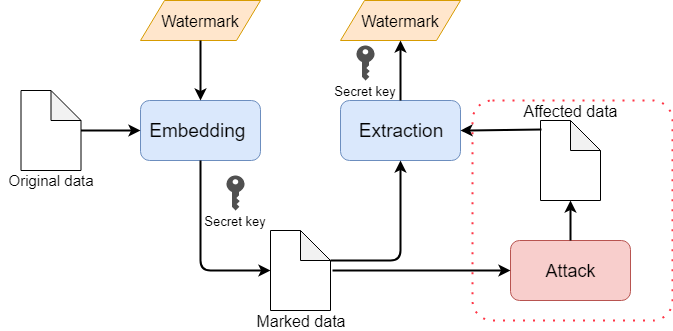 Watermark
Watermark
Secret key
Affected data
Embedding
Extraction
Original data
Secret key
Attack
Marked data